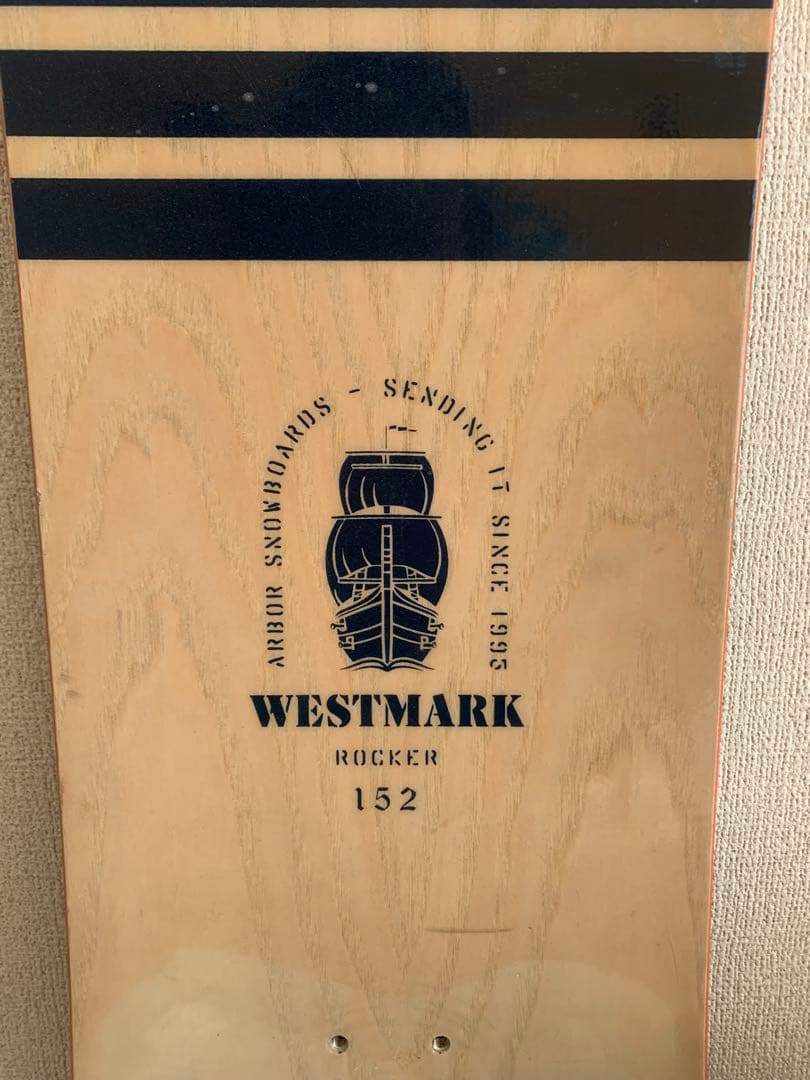 ARBOR SNOWBOARDS - SENDING IT SINCE 1995
WESTMARK
ROCKER
152